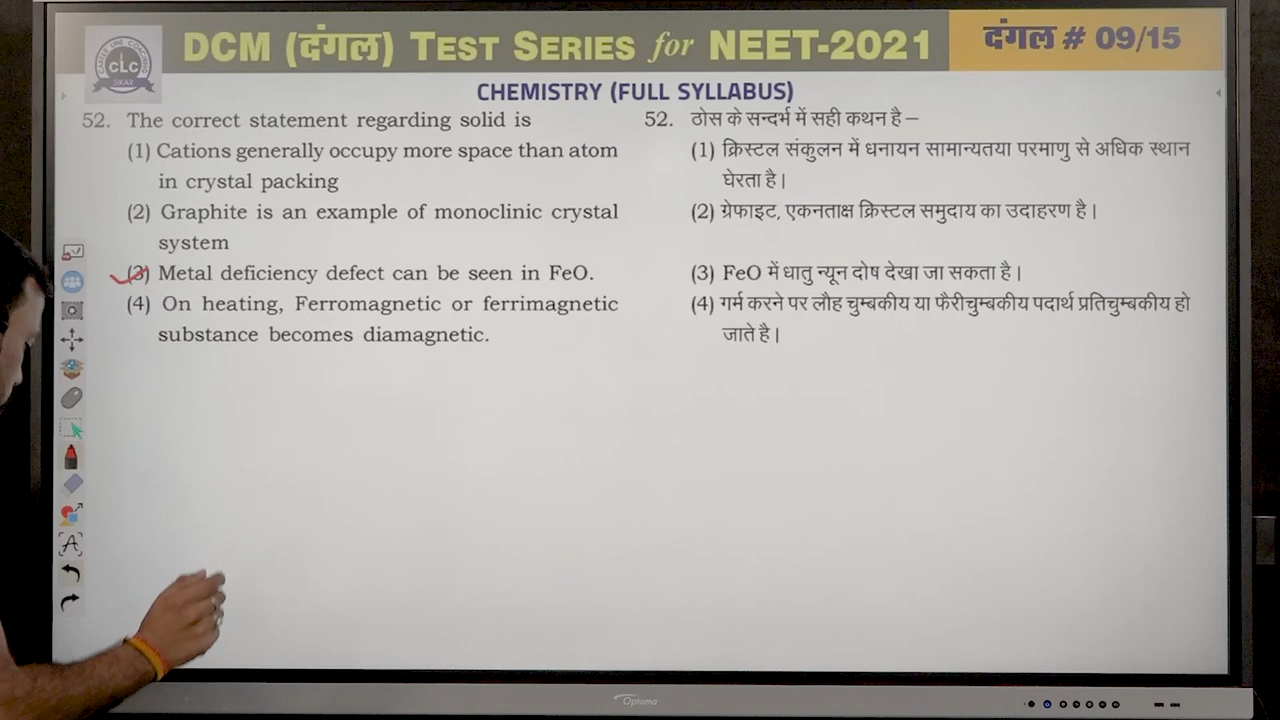 DCM (दंगल) TEST SERIES for NEET-2021
दंगल # 09/15
CLC
SIKAR
CHEMISTRY (FULL SYLLABUS)
52. The correct statement regarding solid is
(1) Cations generally occupy more space than atom
in crystal packing
(2) Graphite is an example of monoclinic crystal
system
(3) Metal deficiency defect can be seen in FeO.
(4) On heating, Ferromagnetic or ferrimagnetic
substance becomes diamagnetic.
52. ठोस के सन्दर्भ में सही कथन है –
(1) क्रिस्टल संकुलन में धनायन सामान्यतया परमाणु से अधिक स्थान
घेरता है।
(2) ग्रेफाइट, एकनताक्ष क्रिस्टल समुदाय का उदाहरण है।
(3) FeO में धातु न्यून दोष देखा जा सकता है।
(4) गर्म करने पर लौह चुम्बकीय या फैरीचुम्बकीय पदार्थ प्रतिचुम्बकीय हो
जाते है।
A
Optoma